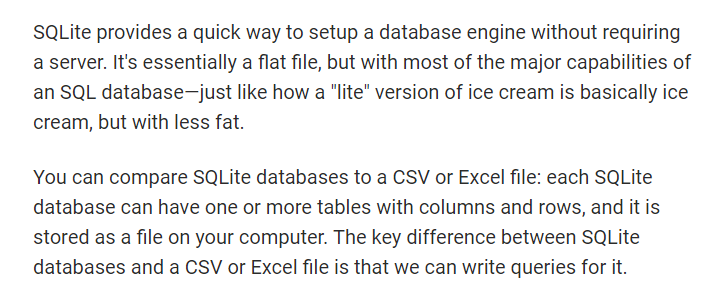 SQLite provides a quick way to setup a database engine without requiring
a server. It's essentially a flat file, but with most of the major capabilities of
an SQL database—just like how a "lite" version of ice cream is basically ice
cream, but with less fat.
You can compare SQLite databases to a CSV or Excel file: each SQLite
database can have one or more tables with columns and rows, and it is
stored as a file on your computer. The key difference between SQLite
databases and a CSV or Excel file is that we can write queries for it.